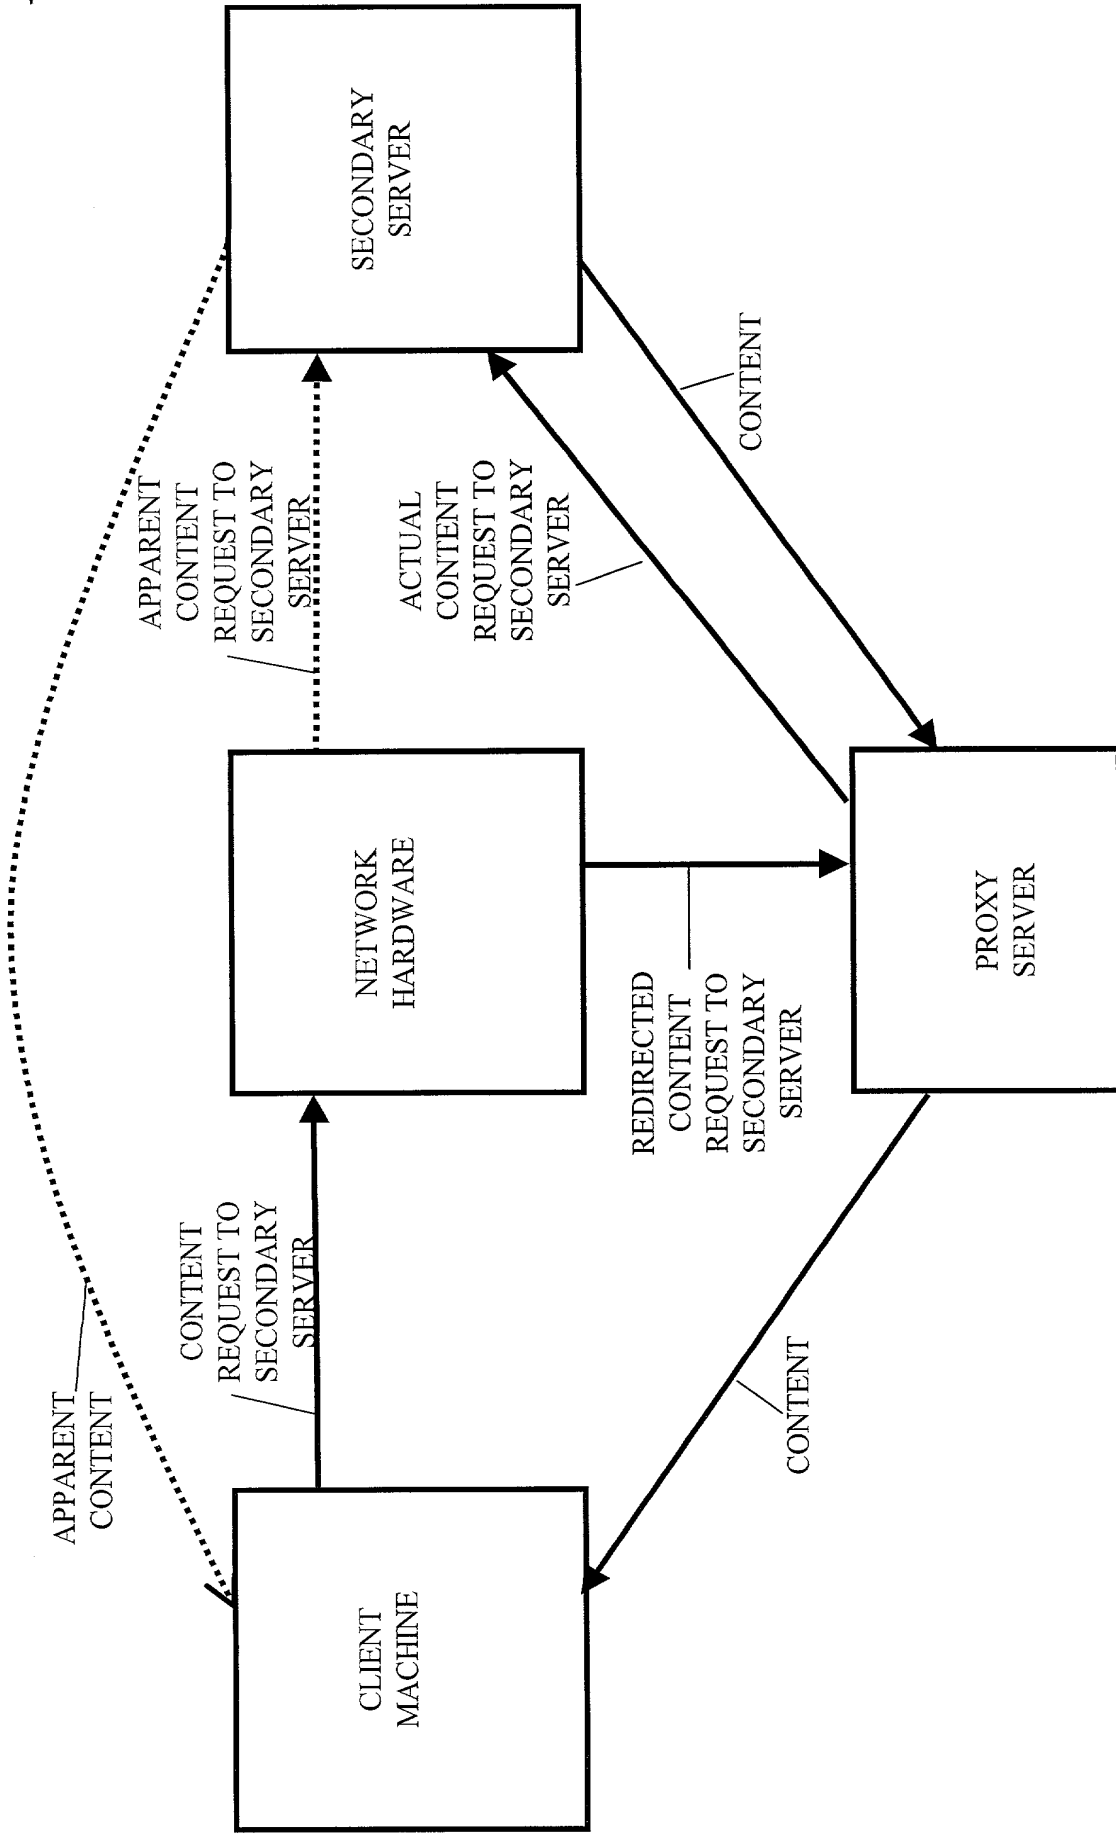 APPARENT
CONTENT
CONTENT
REQUEST TO
SECONDARY
SERVER
APPARENT
CONTENT
REQUEST TO
SECONDARY
SERVER
CLIENT
MACHINE
NETWORK
HARDWARE
SECONDARY
SERVER
ACTUAL
CONTENT
REQUEST TO
SECONDARY
SERVER
REDIRECTED
CONTENT
REQUEST TO
SECONDARY
SERVER
CONTENT
CONTENT
PROXY
SERVER